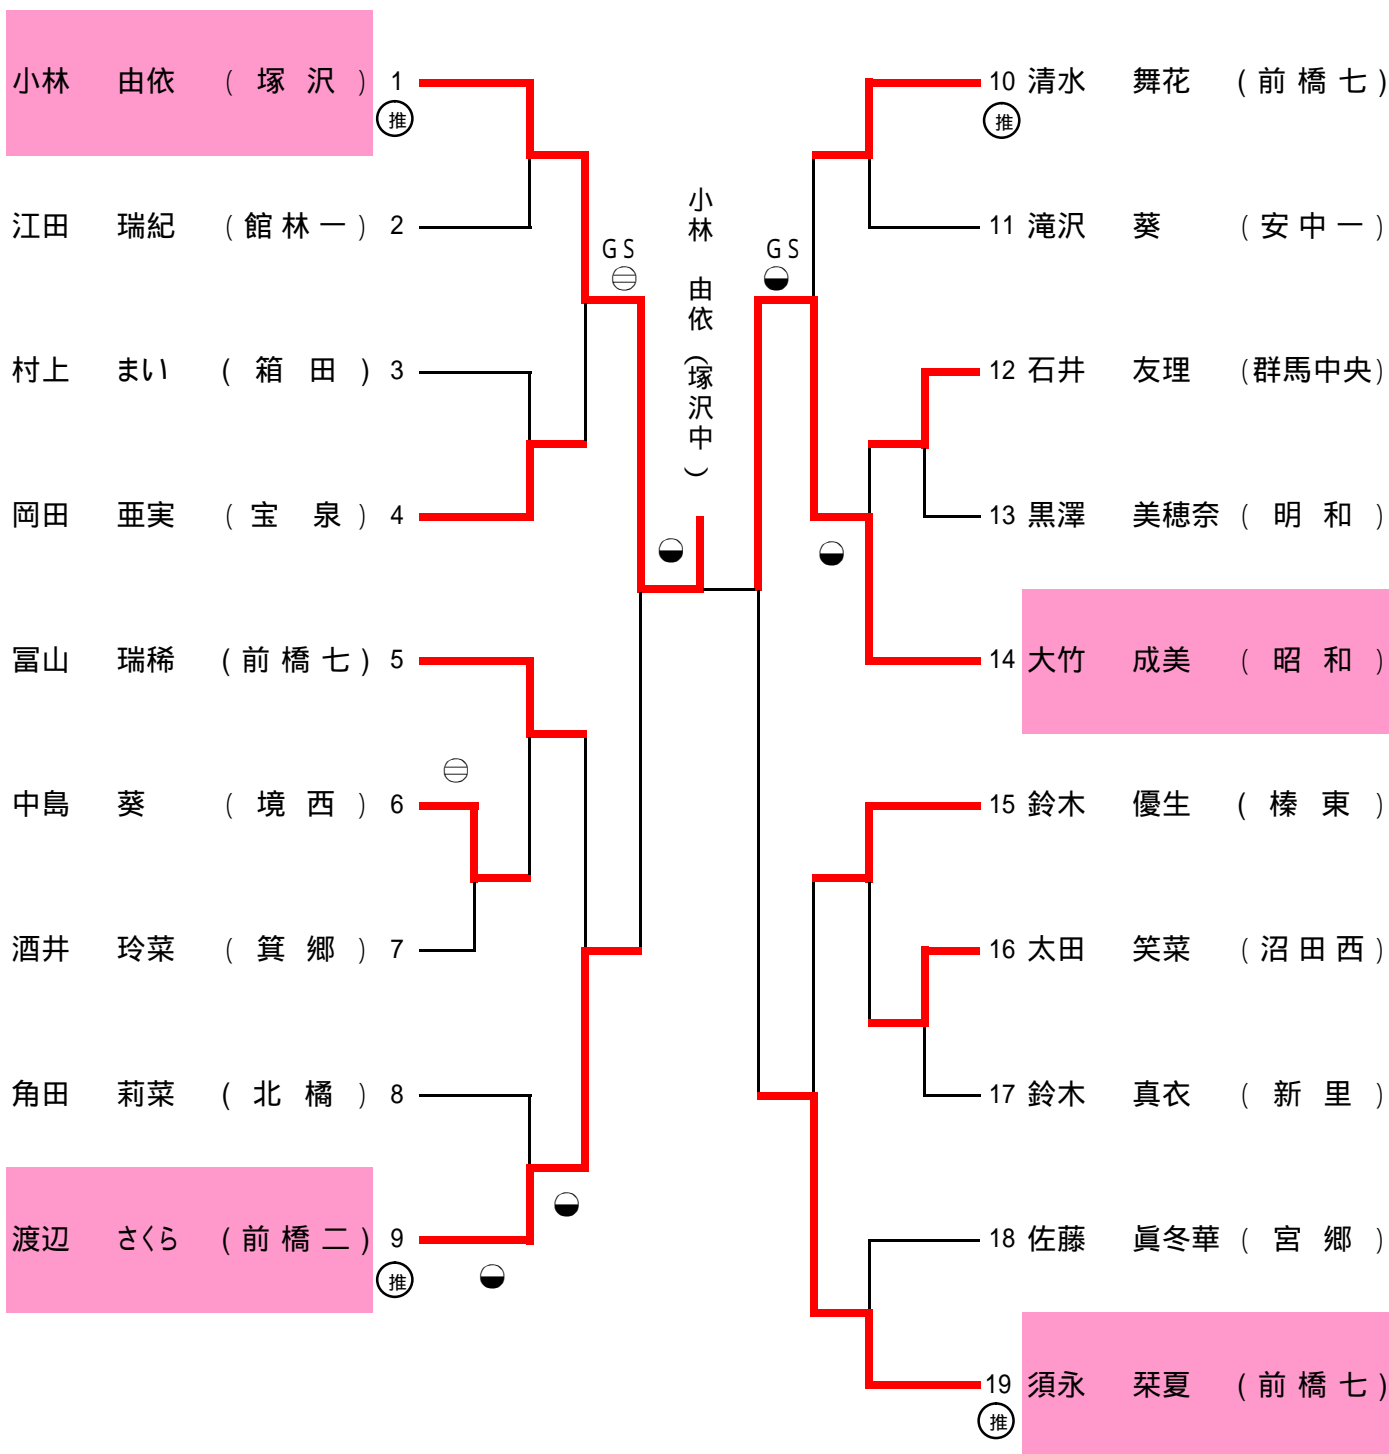 小林 由依 (塚沢) 1
推
江田 瑞紀 (館林一) 2
村上 まい (箱田) 3
岡田 亜実 (宝泉) 4
冨山 瑞稀 (前橋七) 5
中島 葵 (境西) 6
酒井 玲菜 (箕郷) 7
角田 莉菜 (北橘) 8
渡辺 さくら (前橋二) 9
推
GS
小林 由依 (塚沢中)
GS
10 清水 舞花 (前橋七)
推
11 滝沢 葵 (安中一)
12 石井 友理 (群馬中央)
13 黒澤 美穂奈 (明和)
14 大竹 成美 (昭和)
15 鈴木 優生 (榛東)
16 太田 笑菜 (沼田西)
17 鈴木 真衣 (新里)
18 佐藤 眞冬華 (宮郷)
19 須永 栞夏 (前橋七)
推